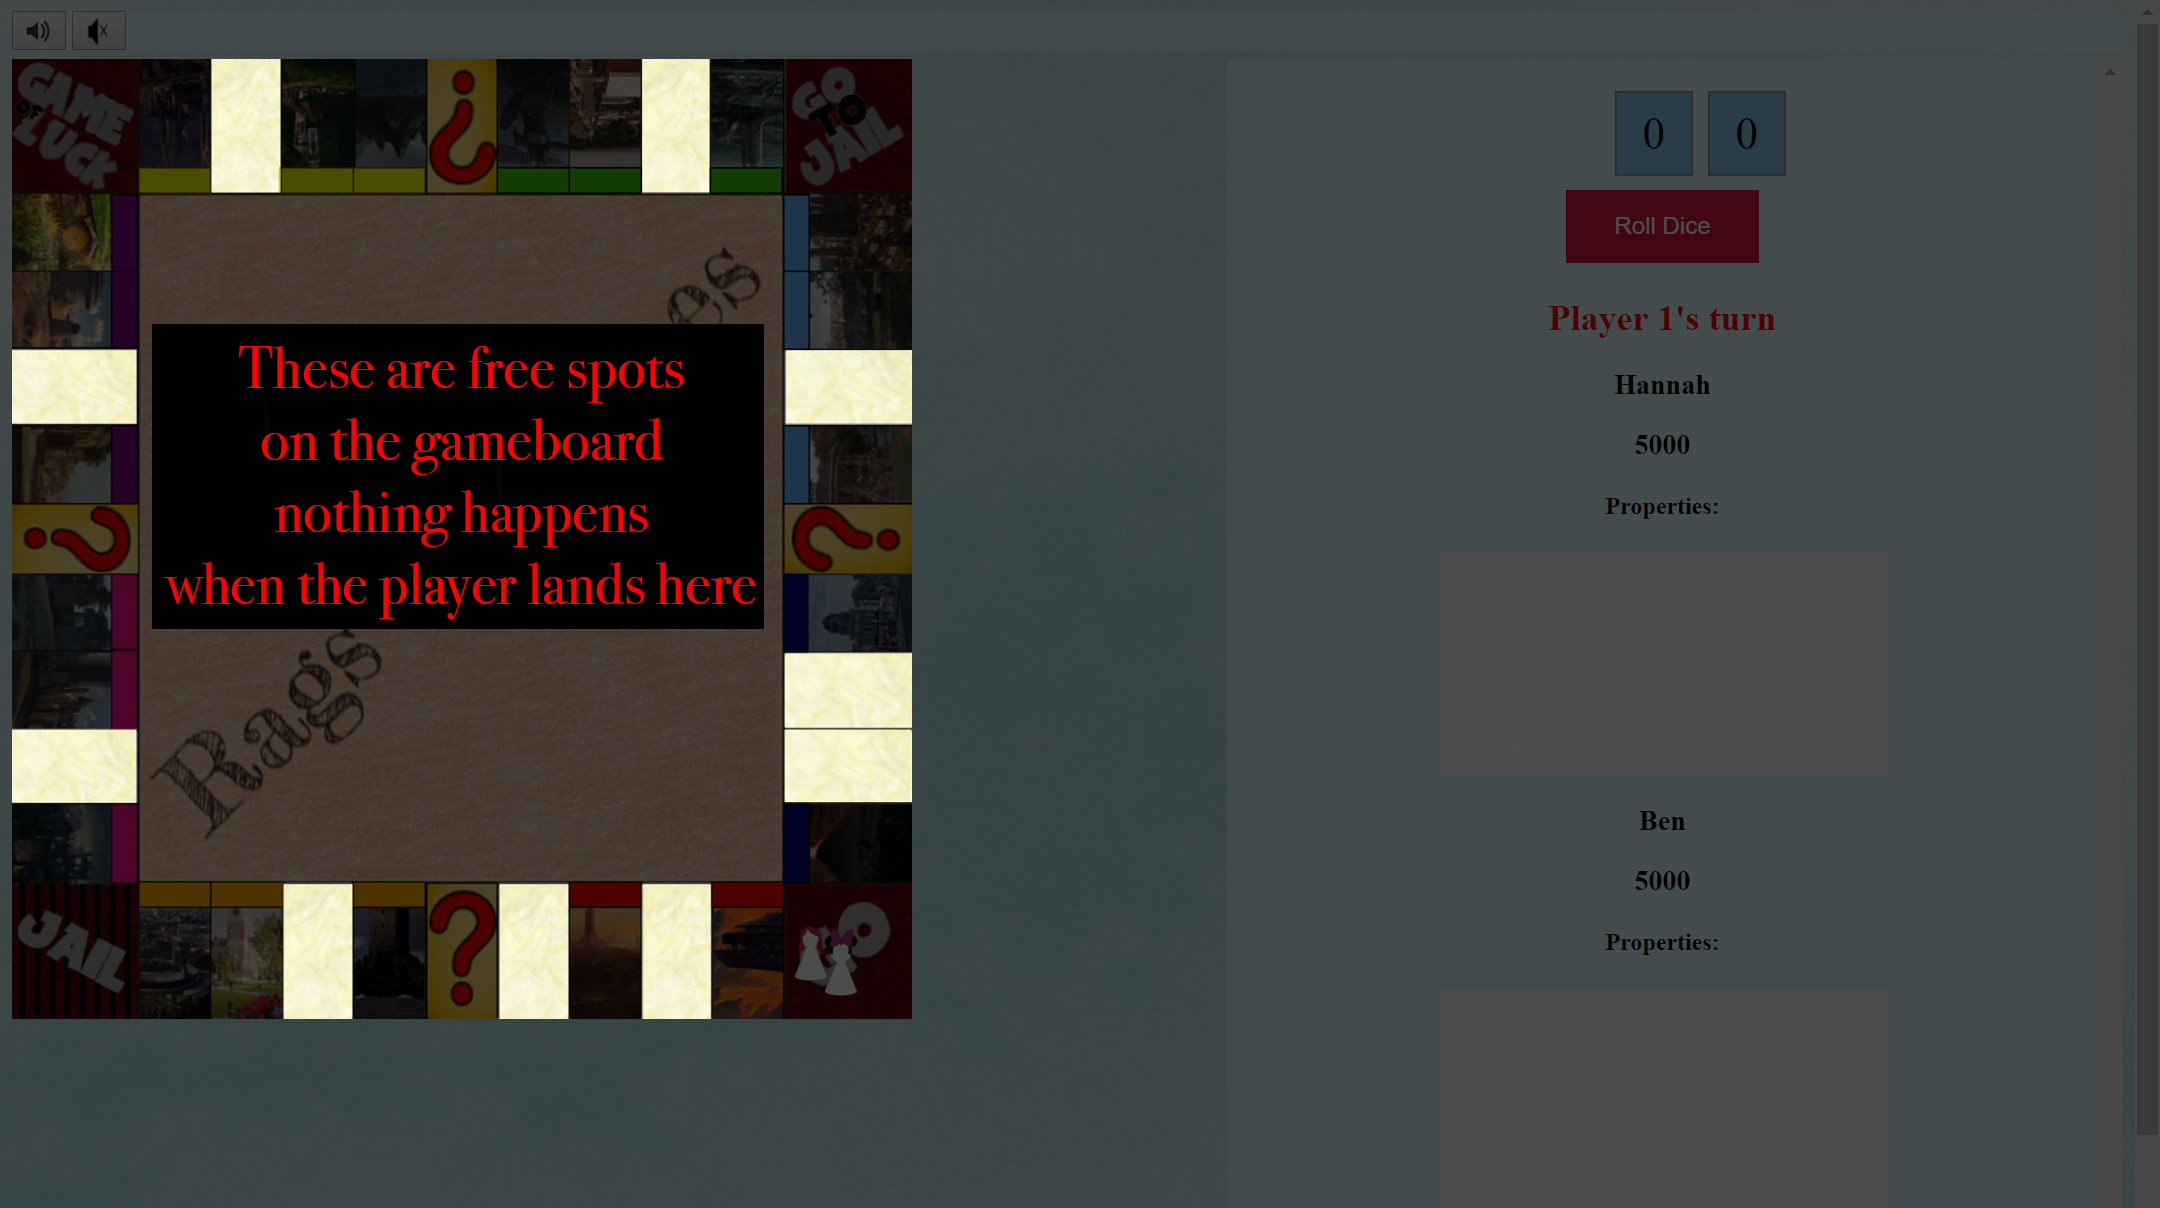 GAME
OF
LUCK
GO
TO
JAIL
0 0
Roll Dice
Player 1's turn
Hannah
5000
Properties:
es
These are free spots
on the gameboard
nothing happens
when the player lands here
Rags
Ben
5000
Properties:
JAIL
? ? ? ?